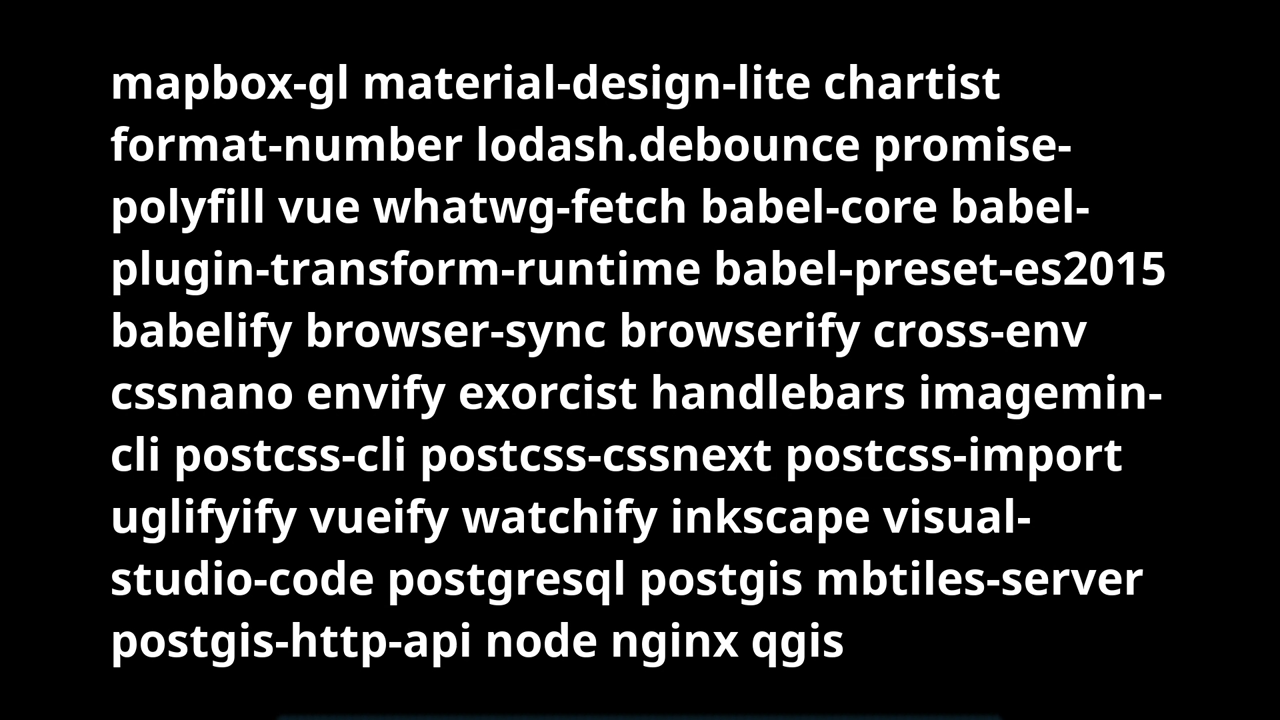 mapbox-gl material-design-lite chartist
format-number lodash.debounce promise-
polyfill vue whatwg-fetch babel-core babel-
plugin-transform-runtime babel-preset-es2015
babelify browser-sync browserify cross-env
cssnano envify exorcist handlebars imagemin-
cli postcss-cli postcss-cssnext postcss-import
uglifyify vueify watchify inkscape visual-
studio-code postgresql postgis mbtiles-server
postgis-http-api node nginx qgis